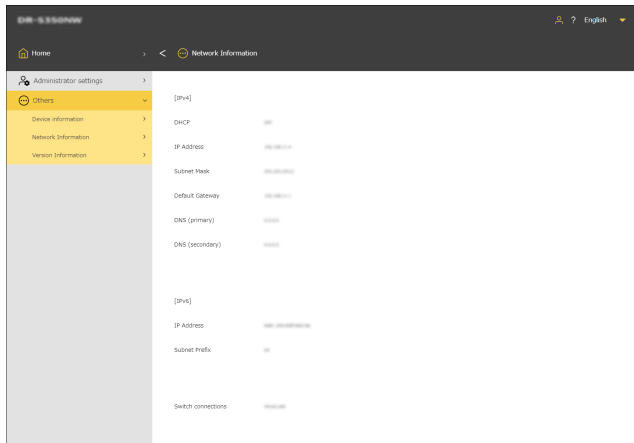 DR-S350NW
? English
Home
Network Information
Administrator settings
Others
Device information
Network Information
Version Information
[IPv4]
DHCP
IP Address
Subnet Mask
Default Gateway
DNS (primary)
DNS (secondary)
[IPv6]
IP Address
Subnet Prefix
Switch connections